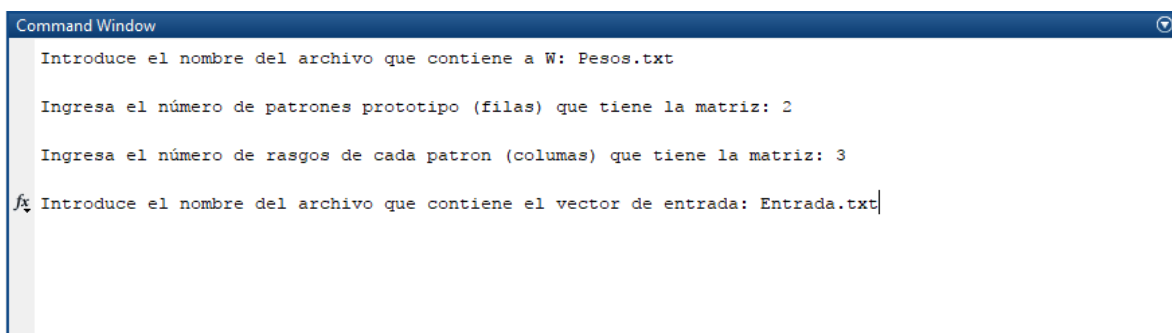 Command Window
Introduce el nombre del archivo que contiene a W: Pesos.txt
Ingresa el número de patrones prototipo (filas) que tiene la matriz: 2
Ingresa el número de rasgos de cada patron (columas) que tiene la matriz: 3
fx Introduce el nombre del archivo que contiene el vector de entrada: Entrada.txt